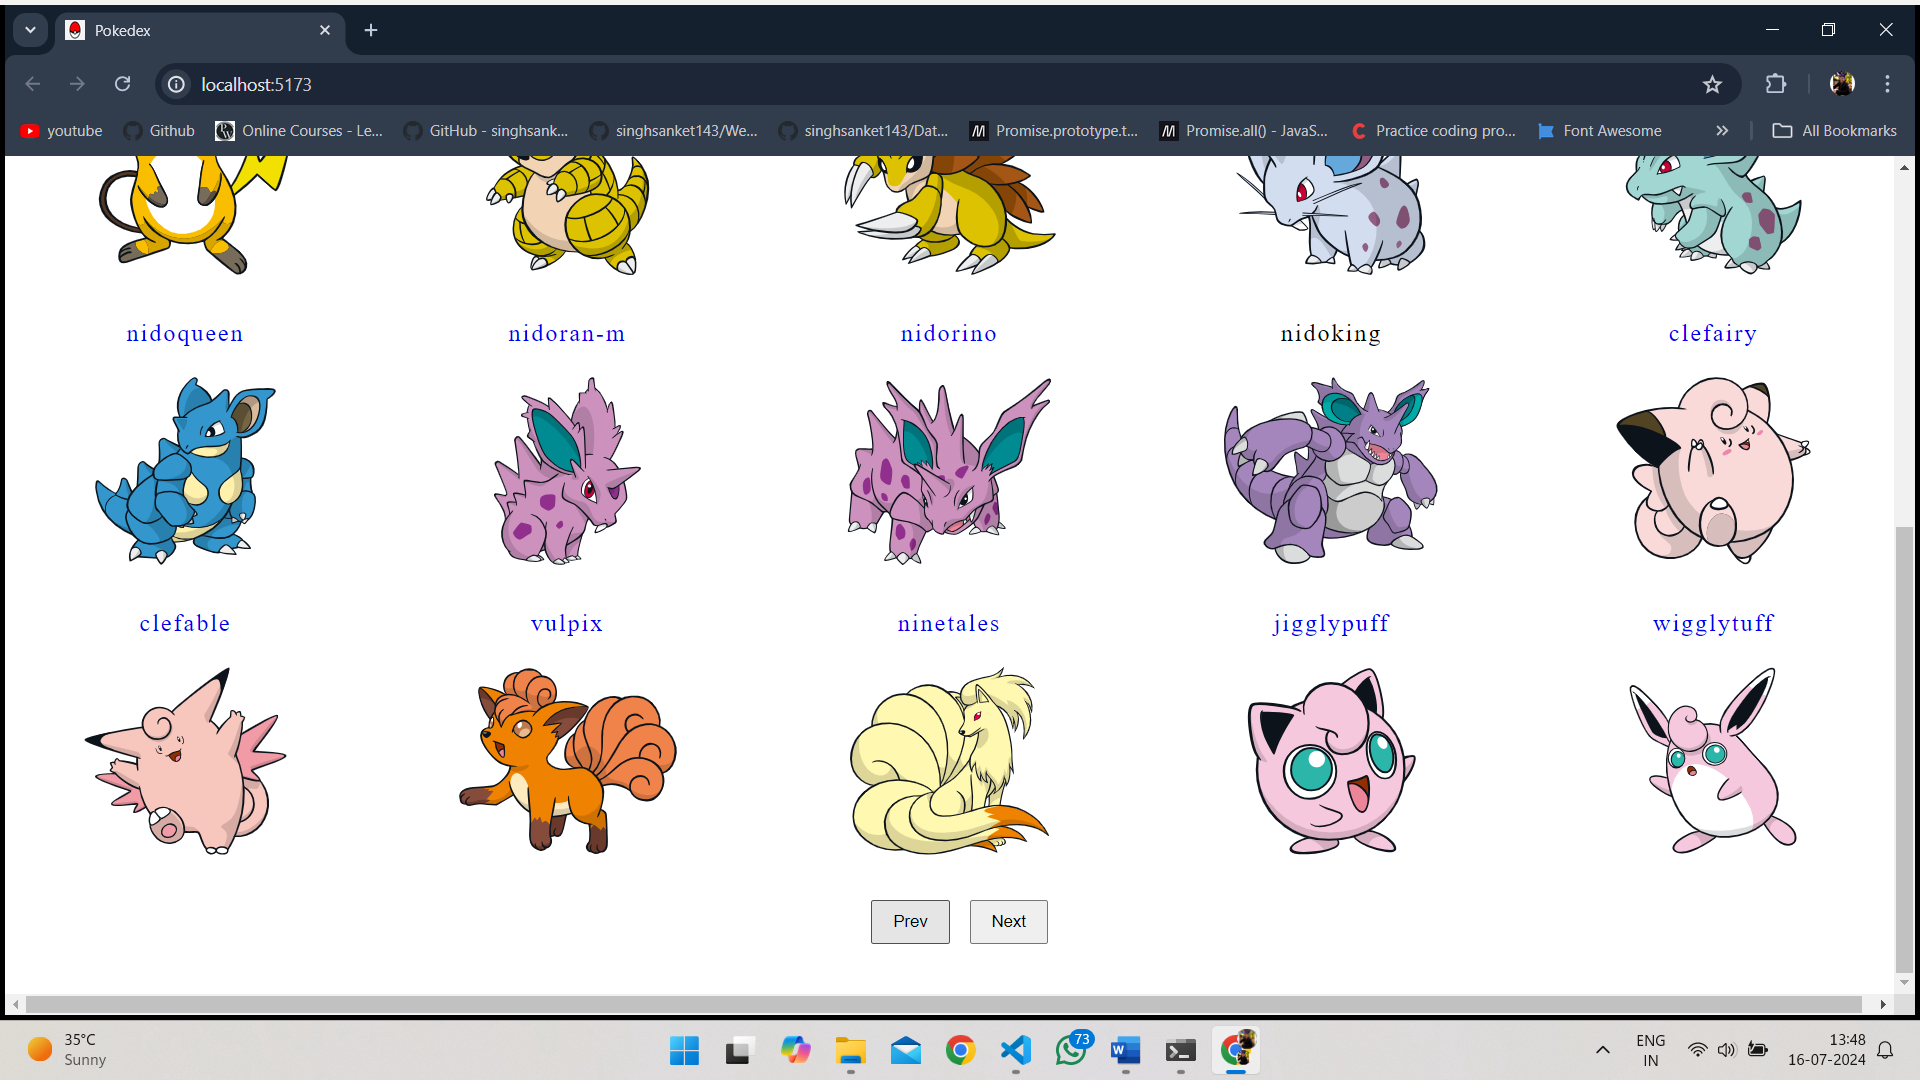 Pokedex
localhost:5173
youtube Github Online Courses - Le... GitHub - singhsank... singhsanket143/We... singhsanket143/Dat... Promise.prototype.t... Promise.all() - JavaS... Practice coding pro... Font Awesome » All Bookmarks
nidoqueen nidoran-m nidorino nidoking clefairy
clefable vulpix ninetales jigglypuff wigglytuff
Prev Next
35°C
Sunny
73
ENG
IN
13:48
16-07-2024